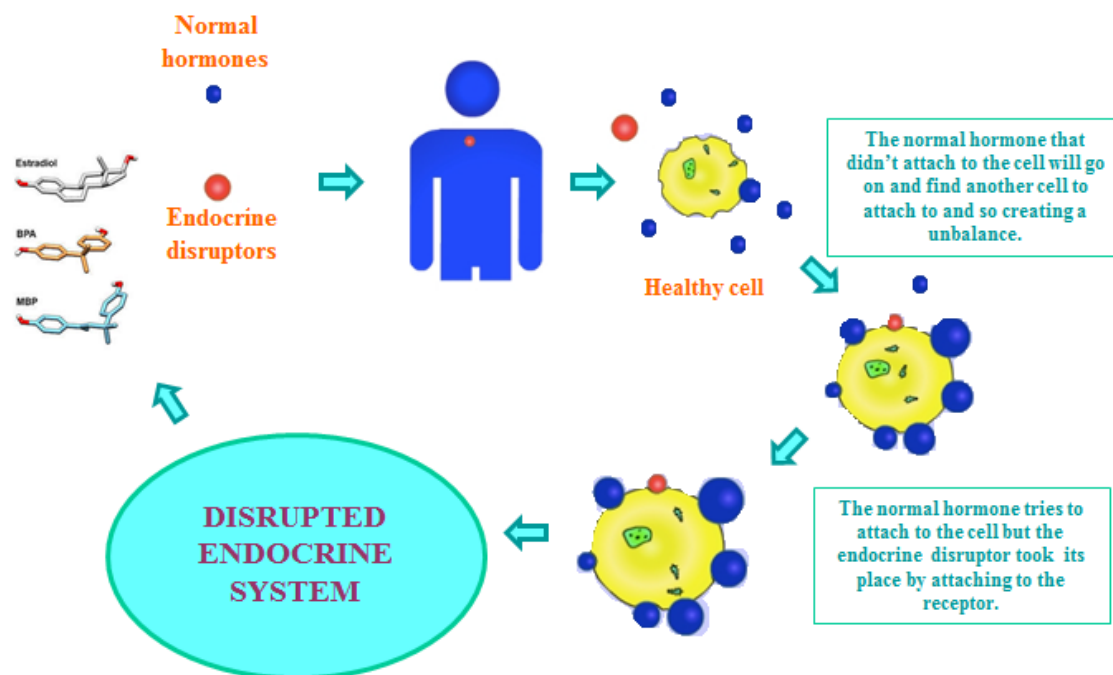 Normal
hormones
Estradiol
BPA
MBP
Endocrine
disruptors
Healthy cell
The normal hormone that
didn't attach to the cell will go
on and find another cell to
attach to and so creating a
unbalance.
The normal hormone tries to
attach to the cell but the
endocrine disruptor took its
place by attaching to the
receptor.
DISRUPTED
ENDOCRINE
SYSTEM